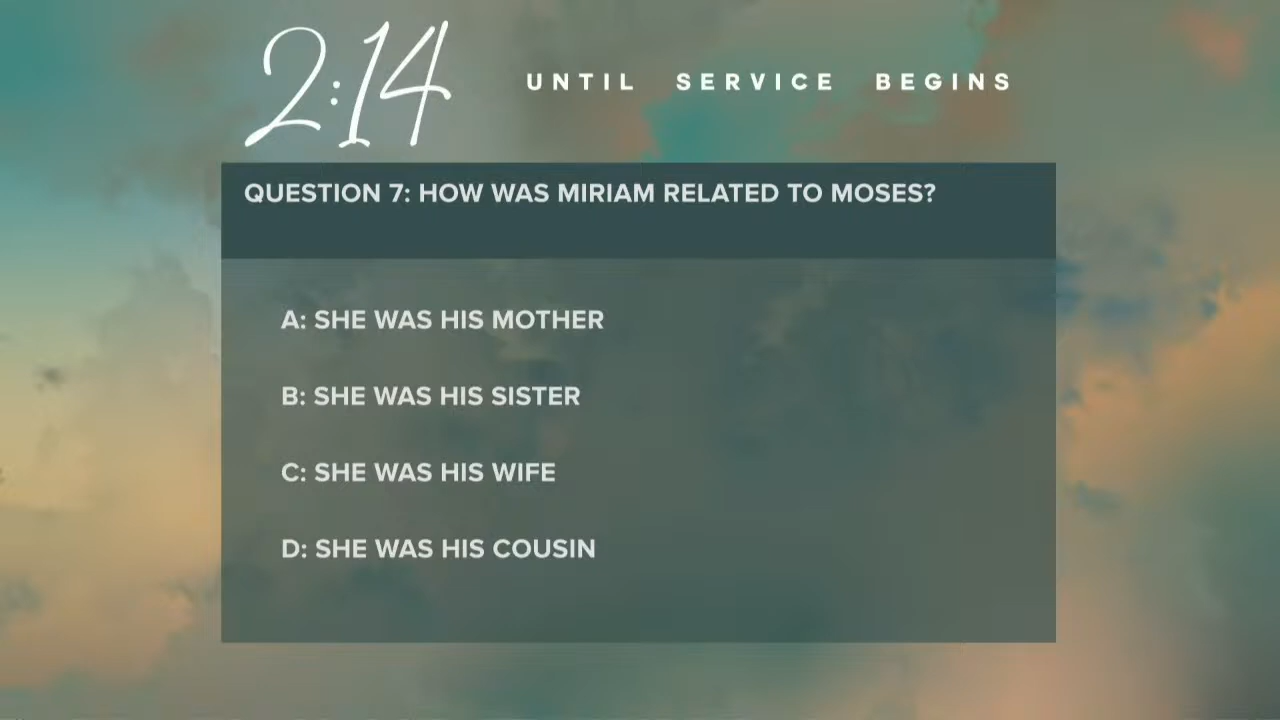 2:14 UNTIL SERVICE BEGINS
QUESTION 7: HOW WAS MIRIAM RELATED TO MOSES?
A: SHE WAS HIS MOTHER
B: SHE WAS HIS SISTER
C: SHE WAS HIS WIFE
D: SHE WAS HIS COUSIN